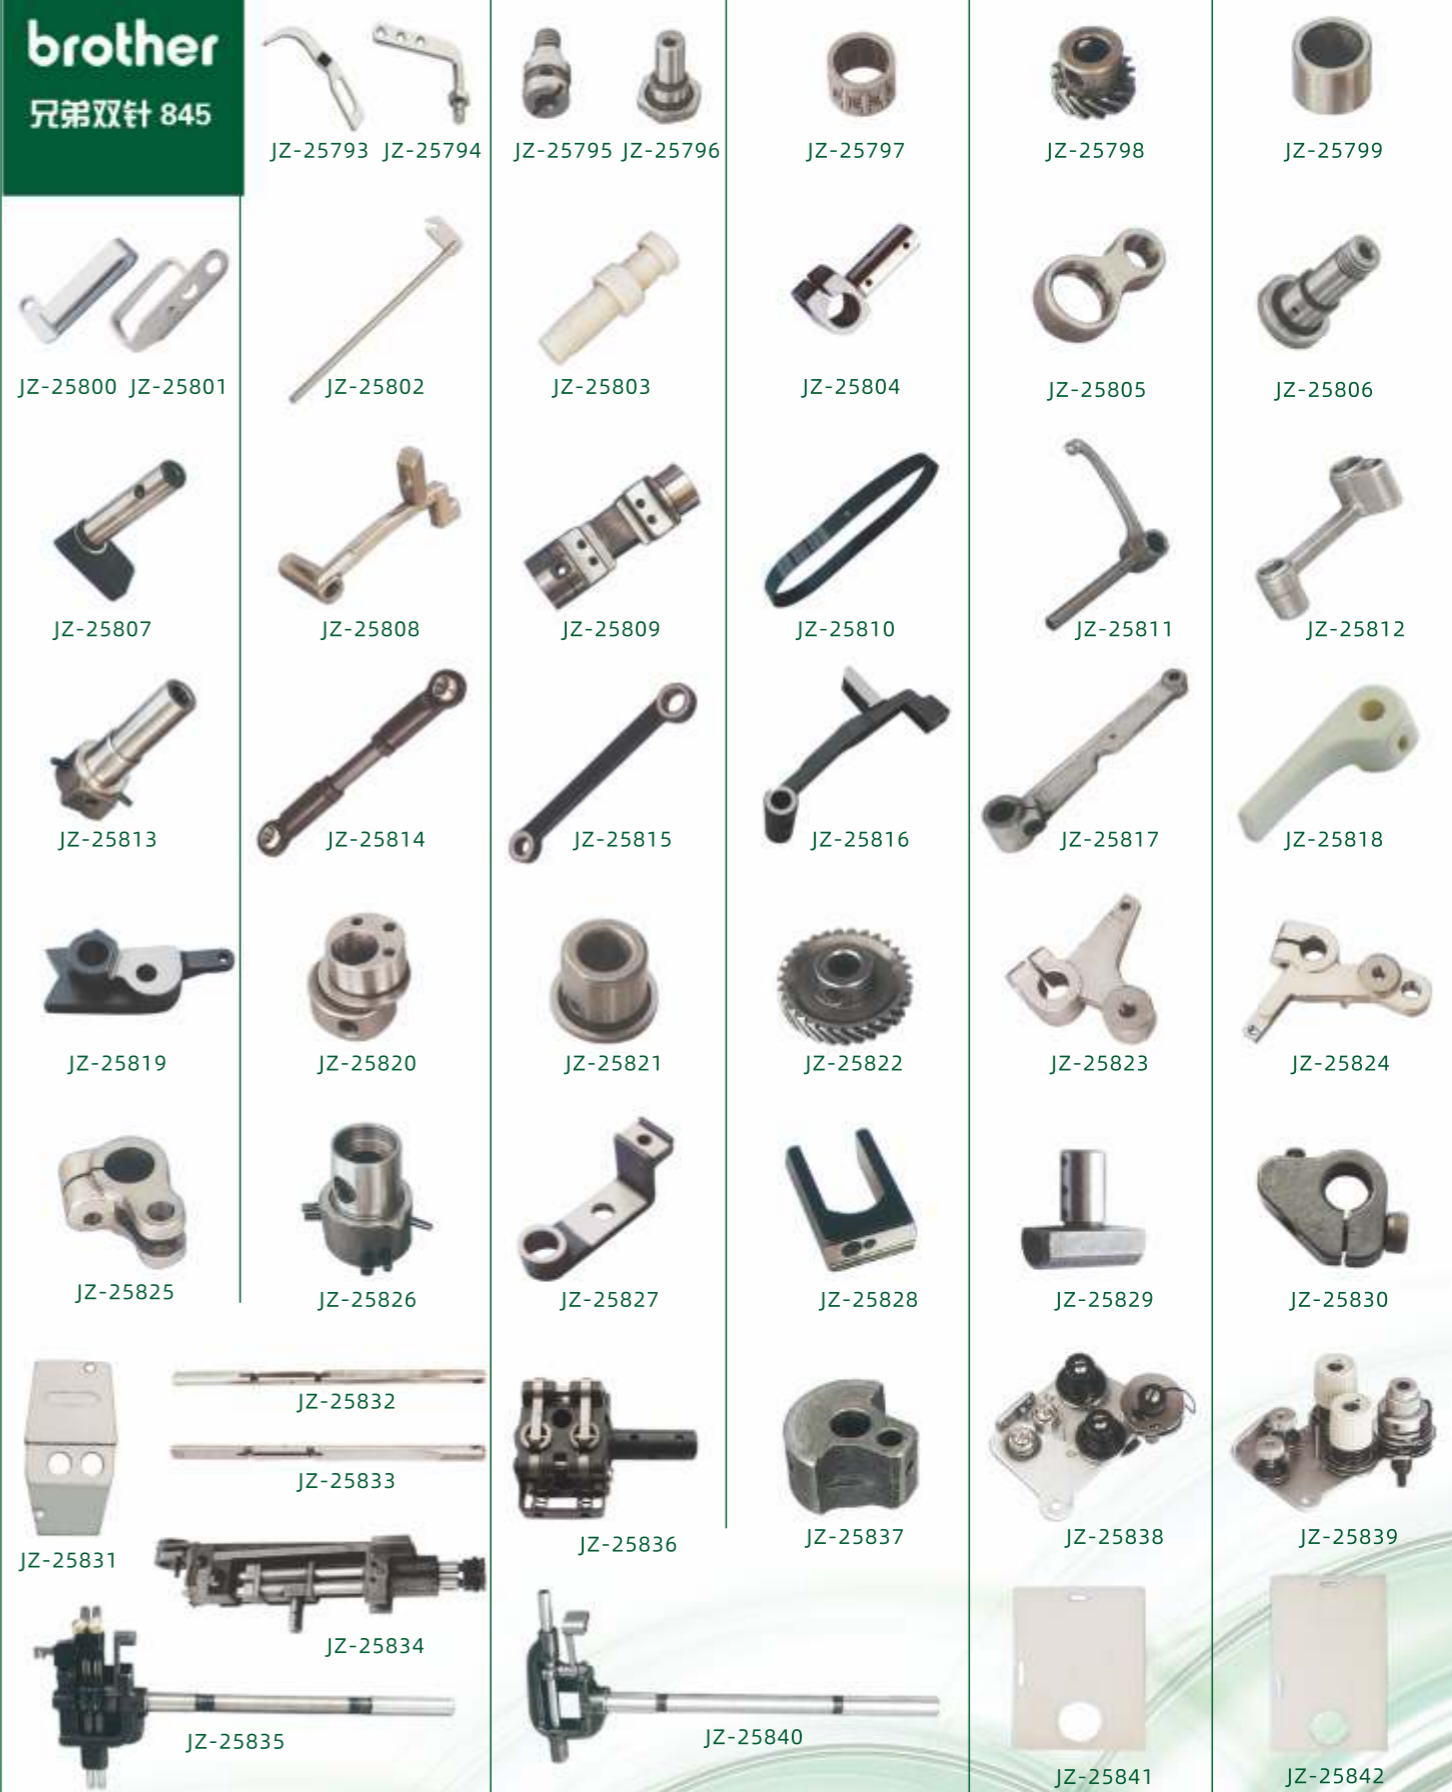 brother
兄弟双针 845
JZ-25793 JZ-25794 JZ-25795 JZ-25796 JZ-25797 JZ-25798 JZ-25799
JZ-25800 JZ-25801 JZ-25802 JZ-25803 JZ-25804 JZ-25805 JZ-25806
JZ-25807 JZ-25808 JZ-25809 JZ-25810 JZ-25811 JZ-25812
JZ-25813 JZ-25814 JZ-25815 JZ-25816 JZ-25817 JZ-25818
JZ-25819 JZ-25820 JZ-25821 JZ-25822 JZ-25823 JZ-25824
JZ-25825 JZ-25826 JZ-25827 JZ-25828 JZ-25829 JZ-25830
JZ-25832
JZ-25833
JZ-25831 JZ-25836 JZ-25837 JZ-25838 JZ-25839
JZ-25834
JZ-25835 JZ-25840 JZ-25841 JZ-25842